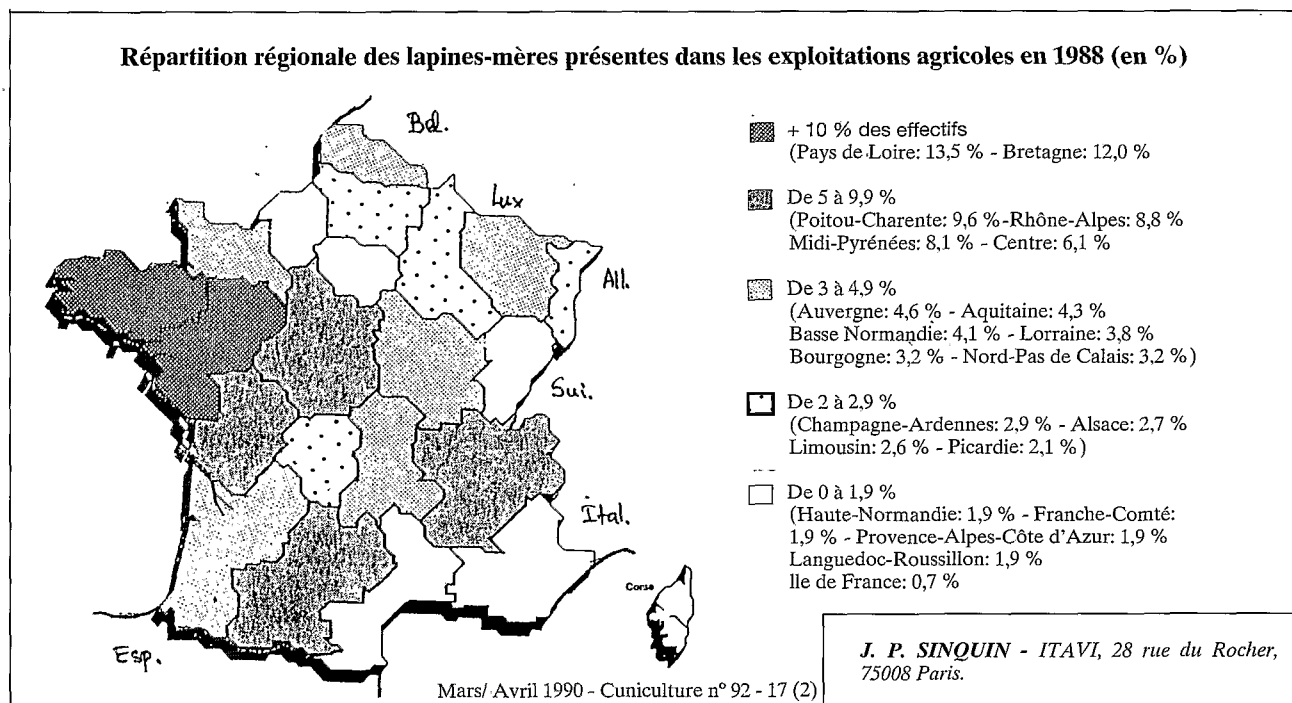 Répartition régionale des lapines-mères présentes dans les exploitations agricoles en 1988 (en %)
Bel.
Lux
All.
Sui.
Ital.
Corse
Esp.
+ 10 % des effectifs
(Pays de Loire: 13,5 % - Bretagne: 12,0 %
De 5 à 9,9 %
(Poitou-Charente: 9,6 % -Rhône-Alpes: 8,8 %
Midi-Pyrénées: 8,1 % - Centre: 6,1 %
De 3 à 4,9 %
(Auvergne: 4,6 % - Aquitaine: 4,3 %
Basse Normandie: 4,1 % - Lorraine: 3,8 %
Bourgogne: 3,2 % - Nord-Pas de Calais: 3,2 %)
De 2 à 2,9 %
(Champagne-Ardennes: 2,9 % - Alsace: 2,7 %
Limousin: 2,6 % - Picardie: 2,1 %)
De 0 à 1,9 %
(Haute-Normandie: 1,9 % - Franche-Comté:
1,9 % - Provence-Alpes-Côte d'Azur: 1,9 %
Languedoc-Roussillon: 1,9 %
Ile de France: 0,7 %
J. P. SINQUIN - ITAVI, 28 rue du Rocher,
75008 Paris.
Mars/ Avril 1990 - Cuniculture n° 92 - 17 (2)